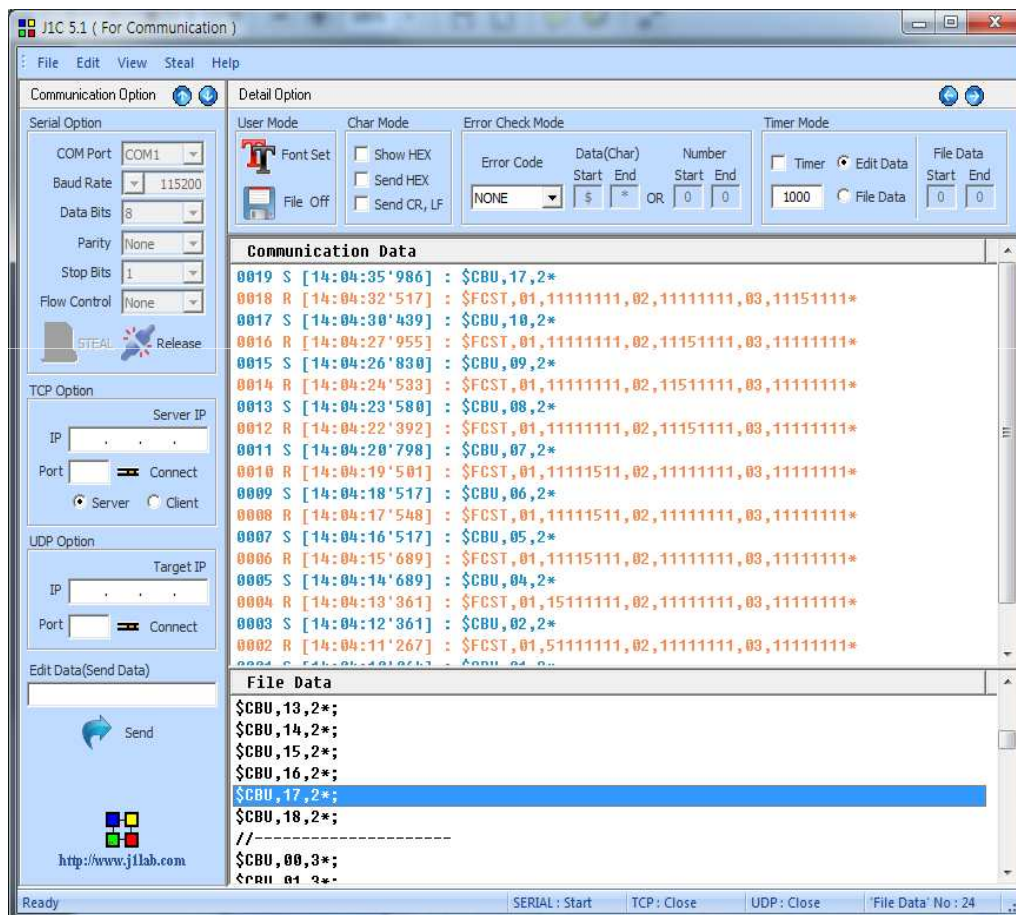 J1C 5.1 ( For Communication )
File Edit View Steal Help
Communication Option
Serial Option
COM Port COM1
Baud Rate 115200
Data Bits 8
Parity None
Stop Bits 1
Flow Control None
STEAL Release
TCP Option
Server IP
IP . . .
Port Connect
Server Client
UDP Option
Target IP
IP . . .
Port Connect
Edit Data(Send Data)
Send
http://www.j1lab.com
Detail Option
User Mode
Font Set
File Off
Char Mode
Show HEX
Send HEX
Send CR, LF
Error Check Mode
Error Code
NONE
Data(Char) Number
Start End Start End
$ * OR 0 0
Timer Mode
Timer Edit Data
1000 File Data
File Data
Start End
0 0
Communication Data
0019 S [14:04:35'986] : $CBU,17,2*
0018 R [14:04:32'517] : $FCST,01,11111111,02,11111111,03,11151111*
0017 S [14:04:30'439] : $CBU,10,2*
0016 R [14:04:27'955] : $FCST,01,11111111,02,11151111,03,11111111*
0015 S [14:04:26'830] : $CBU,09,2*
0014 R [14:04:24'533] : $FCST,01,11111111,02,11511111,03,11111111*
0013 S [14:04:23'580] : $CBU,08,2*
0012 R [14:04:22'392] : $FCST,01,11111111,02,11151111,03,11111111*
0011 S [14:04:20'798] : $CBU,07,2*
0010 R [14:04:19'501] : $FCST,01,11111511,02,11111111,03,11111111*
0009 S [14:04:18'517] : $CBU,06,2*
0008 R [14:04:17'548] : $FCST,01,11111511,02,11111111,03,11111111*
0007 S [14:04:16'517] : $CBU,05,2*
0006 R [14:04:15'689] : $FCST,01,11115111,02,11111111,03,11111111*
0005 S [14:04:14'689] : $CBU,04,2*
0004 R [14:04:13'361] : $FCST,01,15111111,02,11111111,03,11111111*
0003 S [14:04:12'361] : $CBU,02,2*
0002 R [14:04:11'267] : $FCST,01,51111111,02,11111111,03,11111111*
File Data
$CBU,13,2*;
$CBU,14,2*;
$CBU,15,2*;
$CBU,16,2*;
$CBU,17,2*;
$CBU,18,2*;
//---------------------
$CBU,00,3*;
$CBU,01,3*;
Ready SERIAL : Start TCP : Close UDP : Close 'File Data' No : 24